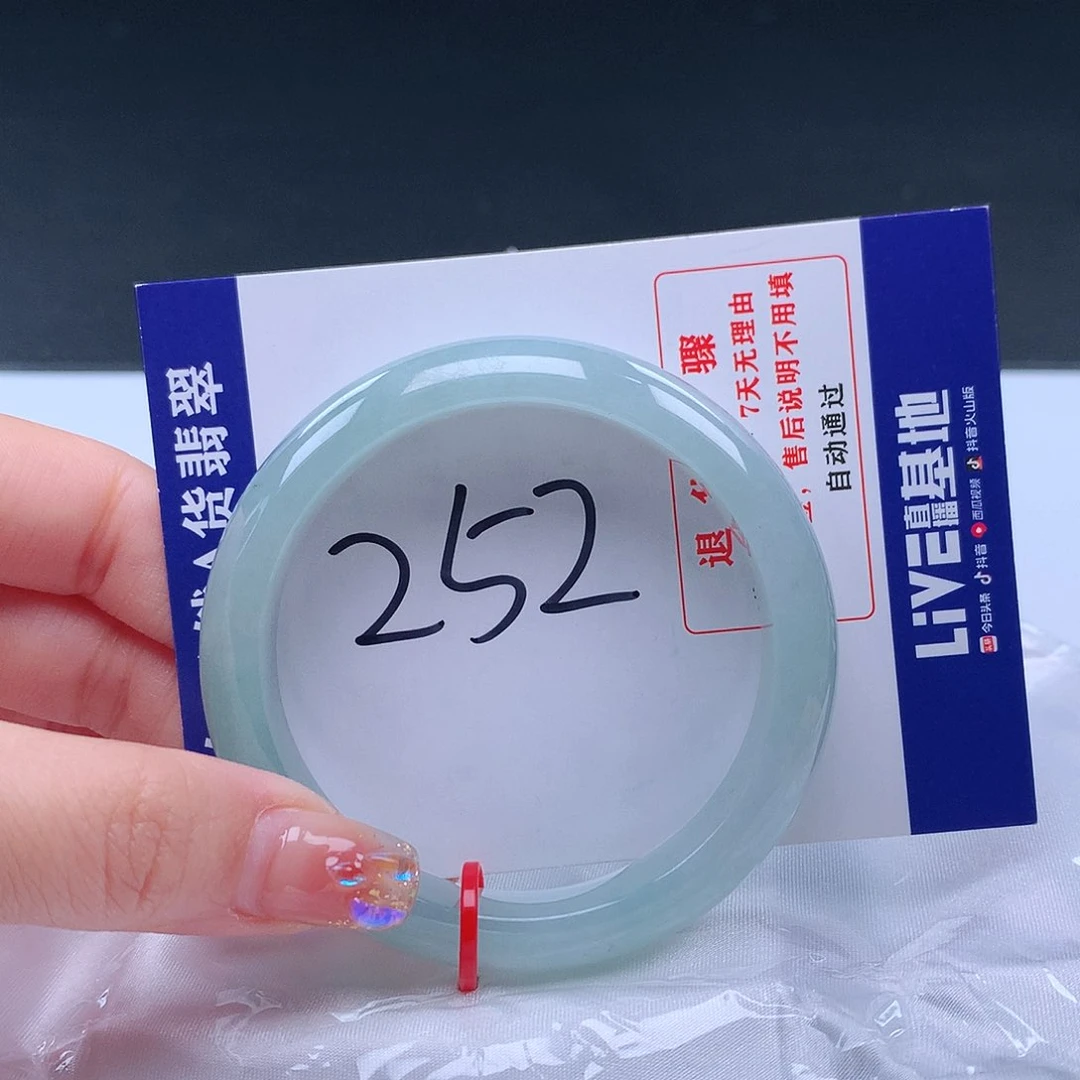 货翡翠
252
退
骤
7天无理由
售后说明不用填
自动通过
LiVE直播基地
今日头条 抖音 西瓜视频 抖音火山版